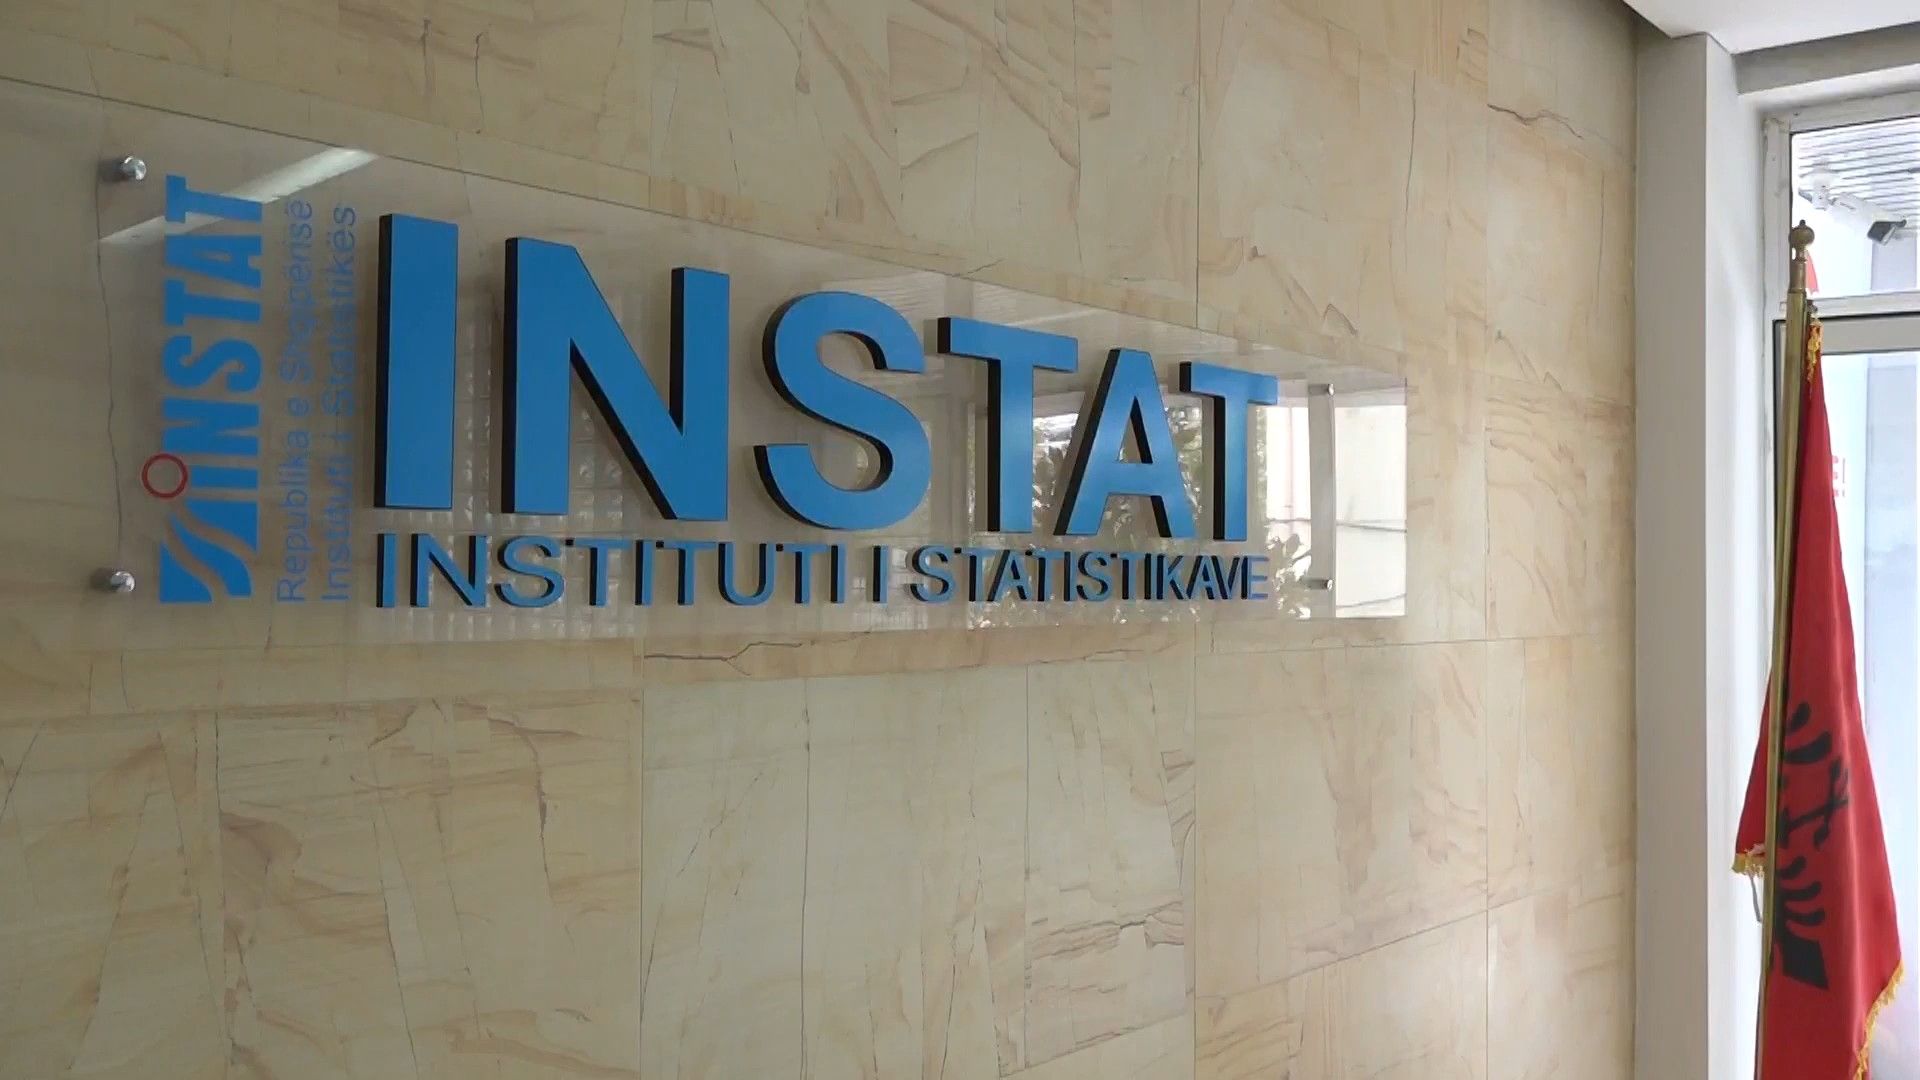 INSTAT
Republika e Shqipërisë
Instituti i Statistikës
INSTAT
INSTITUTI I STATISTIKAVE